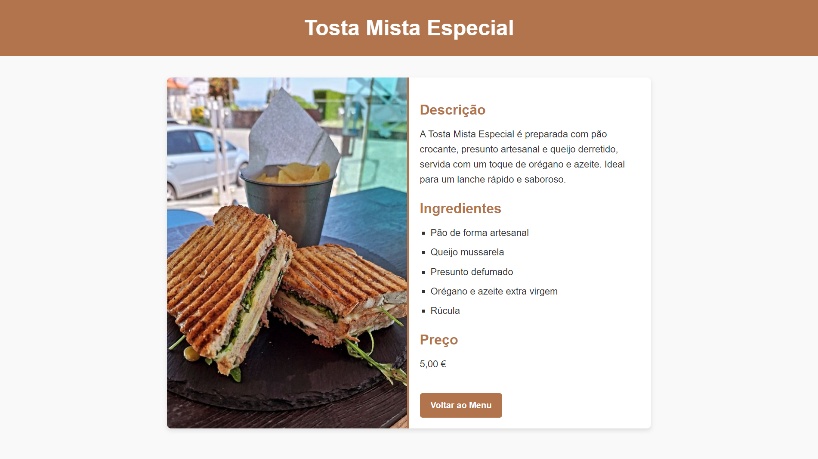 Tosta Mista Especial
Descrição
A Tosta Mista Especial é preparada com pão
crocante, presunto artesanal e queijo derretido,
servida com um toque de orégano e azeite. Ideal
para um lanche rápido e saboroso.
Ingredientes
Pão de forma artesanal
Queijo mussarela
Presunto defumado
Orégano e azeite extra virgem
Rúcula
Preço
5,00 €
Voltar ao Menu